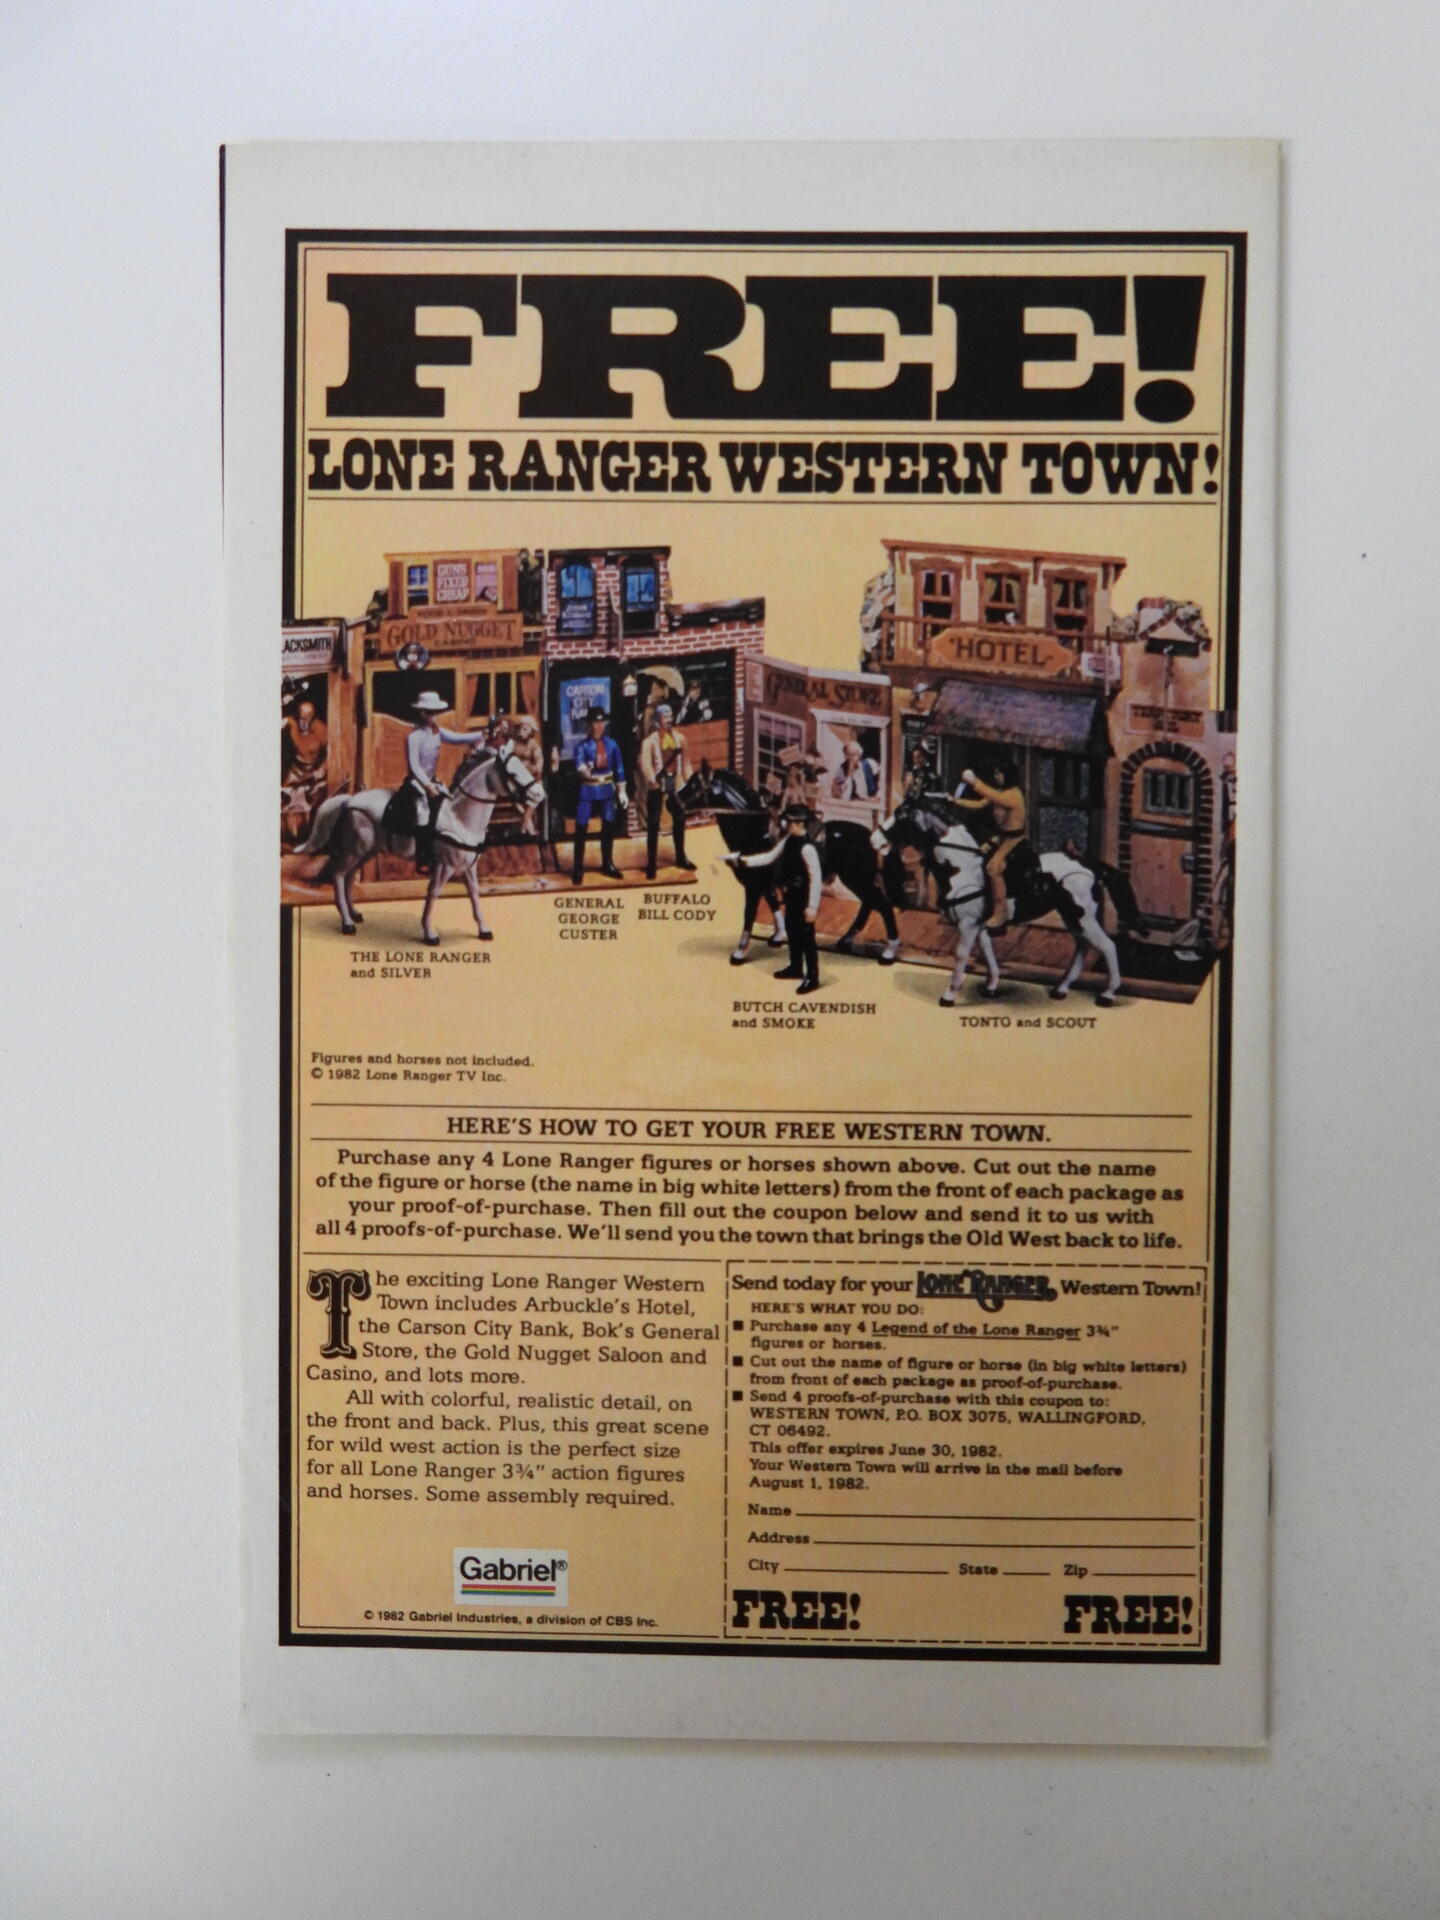 FREE!
LONE RANGER WESTERN TOWN!
GUNS
FIXED
CHEAP
GOLD NUGGET
CASINO
LACKSMITH
HOTEL
GENERAL STORE
CARSON
CITY
GENERAL
GEORGE
CUSTER
BUFFALO
BILL CODY
THE LONE RANGER
and SILVER
BUTCH CAVENDISH
and SMOKE
TONTO and SCOUT
Figures and horses not included.
© 1982 Lone Ranger TV Inc.
HERE'S HOW TO GET YOUR FREE WESTERN TOWN.
Purchase any 4 Lone Ranger figures or horses shown above. Cut out the name
of the figure or horse (the name in big white letters) from the front of each package as
your proof-of-purchase. Then fill out the coupon below and send it to us with
all 4 proofs-of-purchase. We'll send you the town that brings the Old West back to life.
The exciting Lone Ranger Western
Town includes Arbuckle's Hotel,
the Carson City Bank, Bok's General
Store, the Gold Nugget Saloon and
Casino, and lots more.
All with colorful, realistic detail, on
the front and back. Plus, this great scene
for wild west action is the perfect size
for all Lone Ranger 3¾" action figures
and horses. Some assembly required.
Gabriel®
© 1982 Gabriel Industries, a division of CBS Inc.
Send today for your LONE RANGER Western Town!
HERE'S WHAT YOU DO:
■ Purchase any 4 Legend of the Lone Ranger 3¾"
figures or horses.
■ Cut out the name of figure or horse (in big white letters)
from front of each package as proof-of-purchase.
■ Send 4 proofs-of-purchase with this coupon to:
WESTERN TOWN, P.O. BOX 3075, WALLINGFORD,
CT 06492.
This offer expires June 30, 1982.
Your Western Town will arrive in the mail before
August 1, 1982.
Name
Address
City State Zip
FREE! FREE!